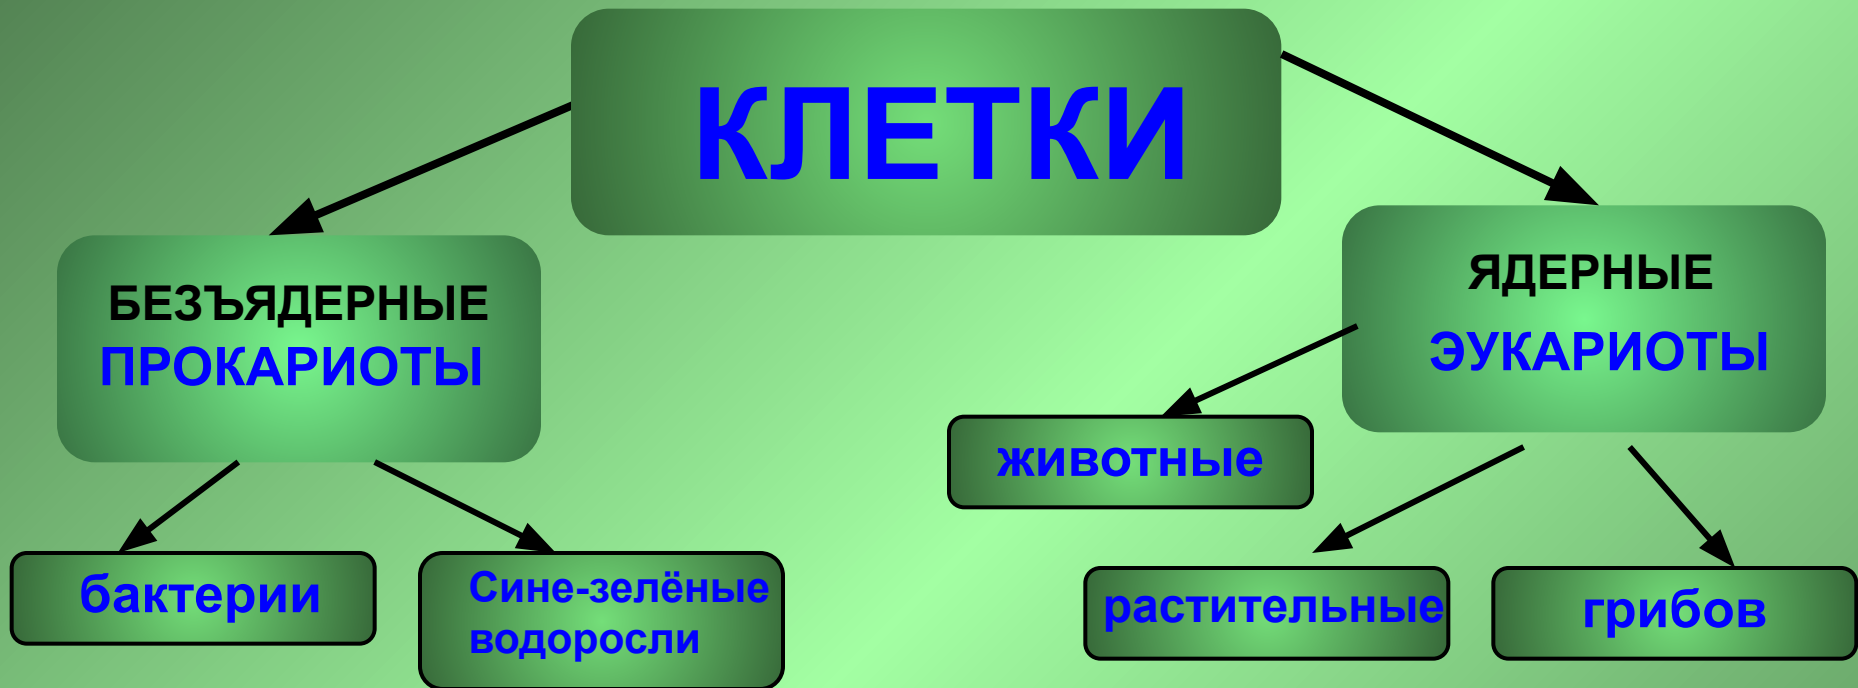 КЛЕТКИ
БЕЗЪЯДЕРНЫЕ
ПРОКАРИОТЫ
ЯДЕРНЫЕ
ЭУКАРИОТЫ
животные
бактерии
Сине-зелёные
водоросли
растительные
грибов